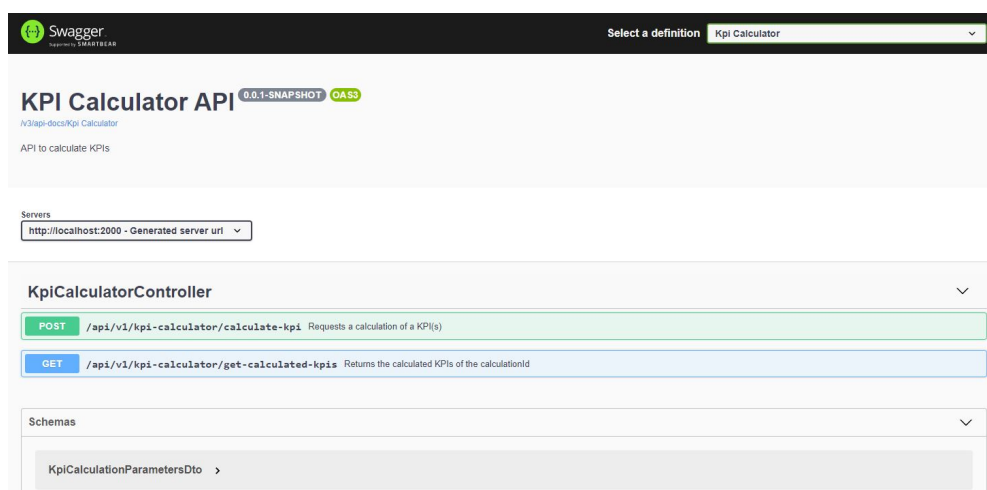 Swagger
Supported by SMARTBEAR
Select a definition
Kpi Calculator
KPI Calculator API 0.0.1-SNAPSHOT OAS3
/v3/api-docs/Kpi Calculator
API to calculate KPIs
Servers
http://localhost:2000 - Generated server url
KpiCalculatorController
POST /api/v1/kpi-calculator/calculate-kpi Requests a calculation of a KPI(s)
GET /api/v1/kpi-calculator/get-calculated-kpis Returns the calculated KPIs of the calculationId
Schemas
KpiCalculationParametersDto